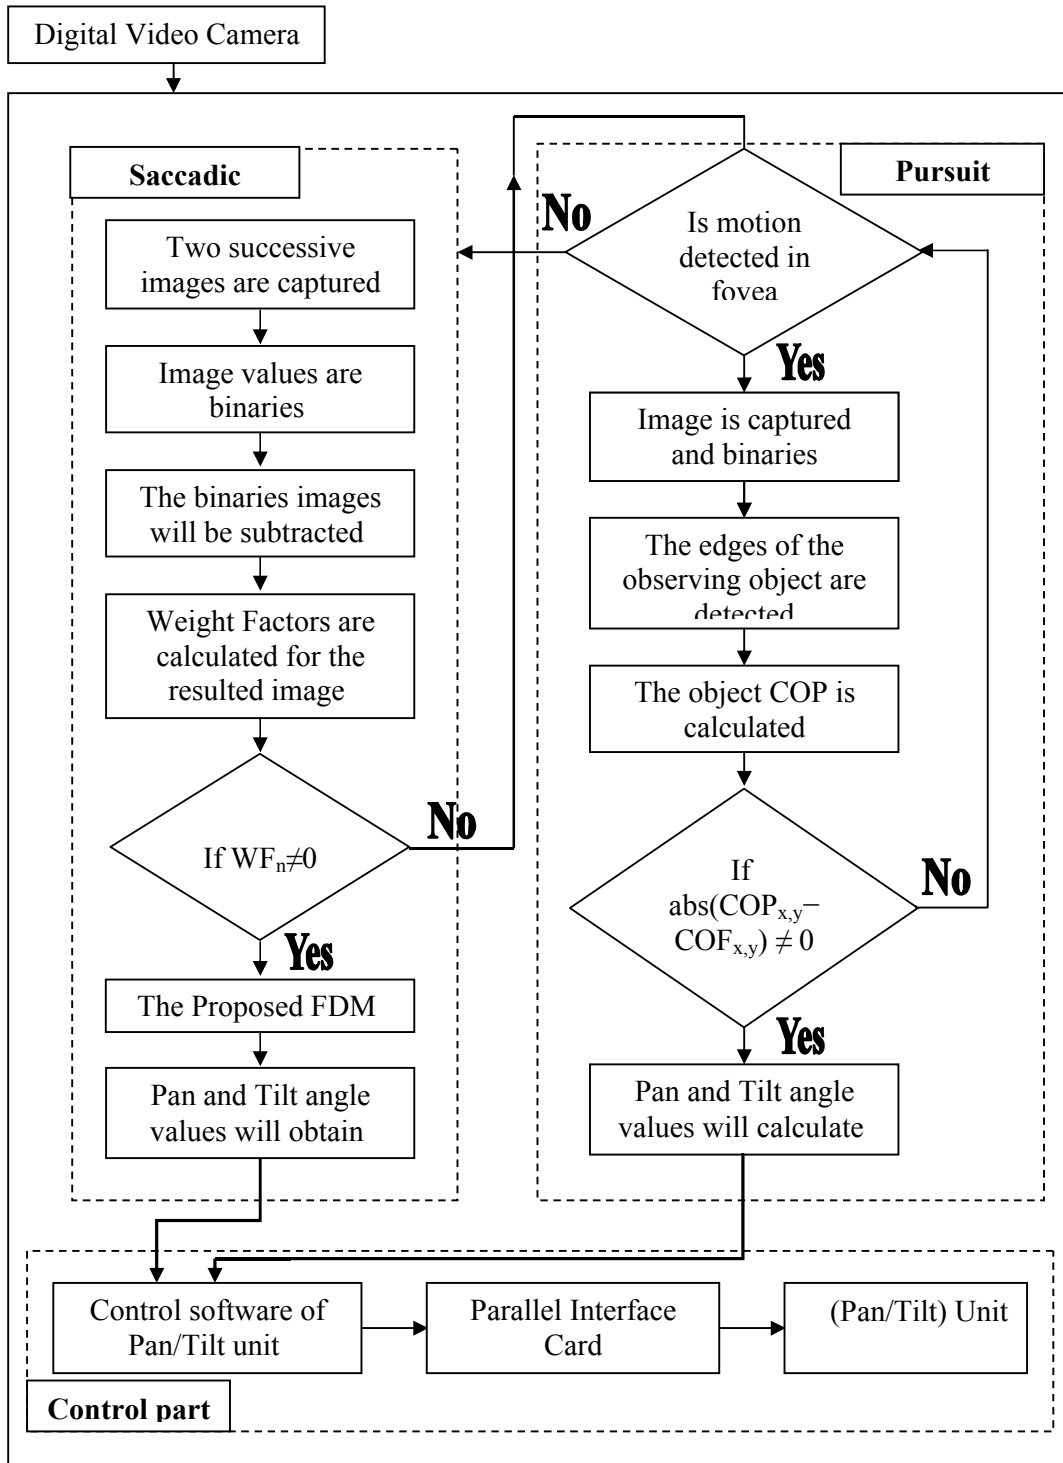 Digital Video Camera
Saccadic
Two successive
images are captured
Image values are
binaries
The binaries images
will be subtracted
Weight Factors are
calculated for the
resulted image
If WFn≠0
No
Yes
The Proposed FDM
Pan and Tilt angle
values will obtain
Pursuit
Is motion
detected in
fovea
No
Yes
Image is captured
and binaries
The edges of the
observing object are
detected
The object COP is
calculated
If
abs(COPx,y−
COFx,y) ≠ 0
No
Yes
Pan and Tilt angle
values will calculate
Control software of
Pan/Tilt unit
Parallel Interface
Card
(Pan/Tilt) Unit
Control part